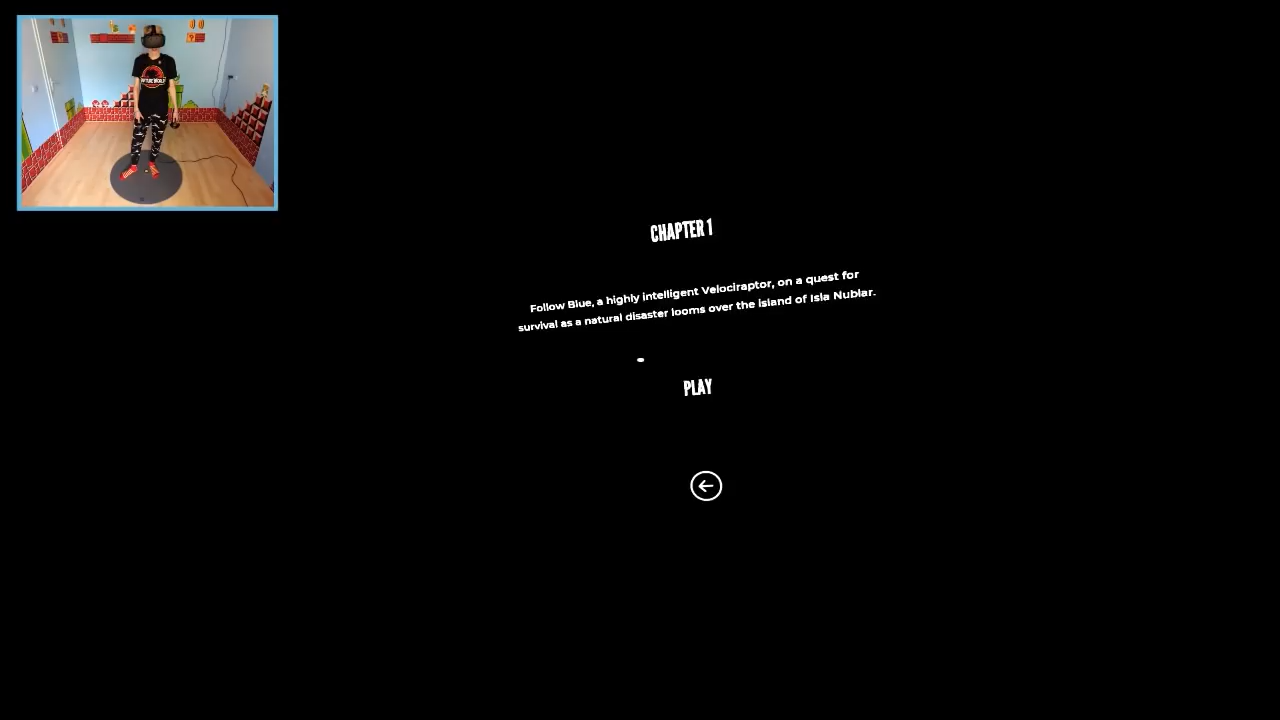 CHAPTER 1
Follow Blue, a highly intelligent Velociraptor, on a quest for
survival as a natural disaster looms over the island of Isla Nublar.
PLAY